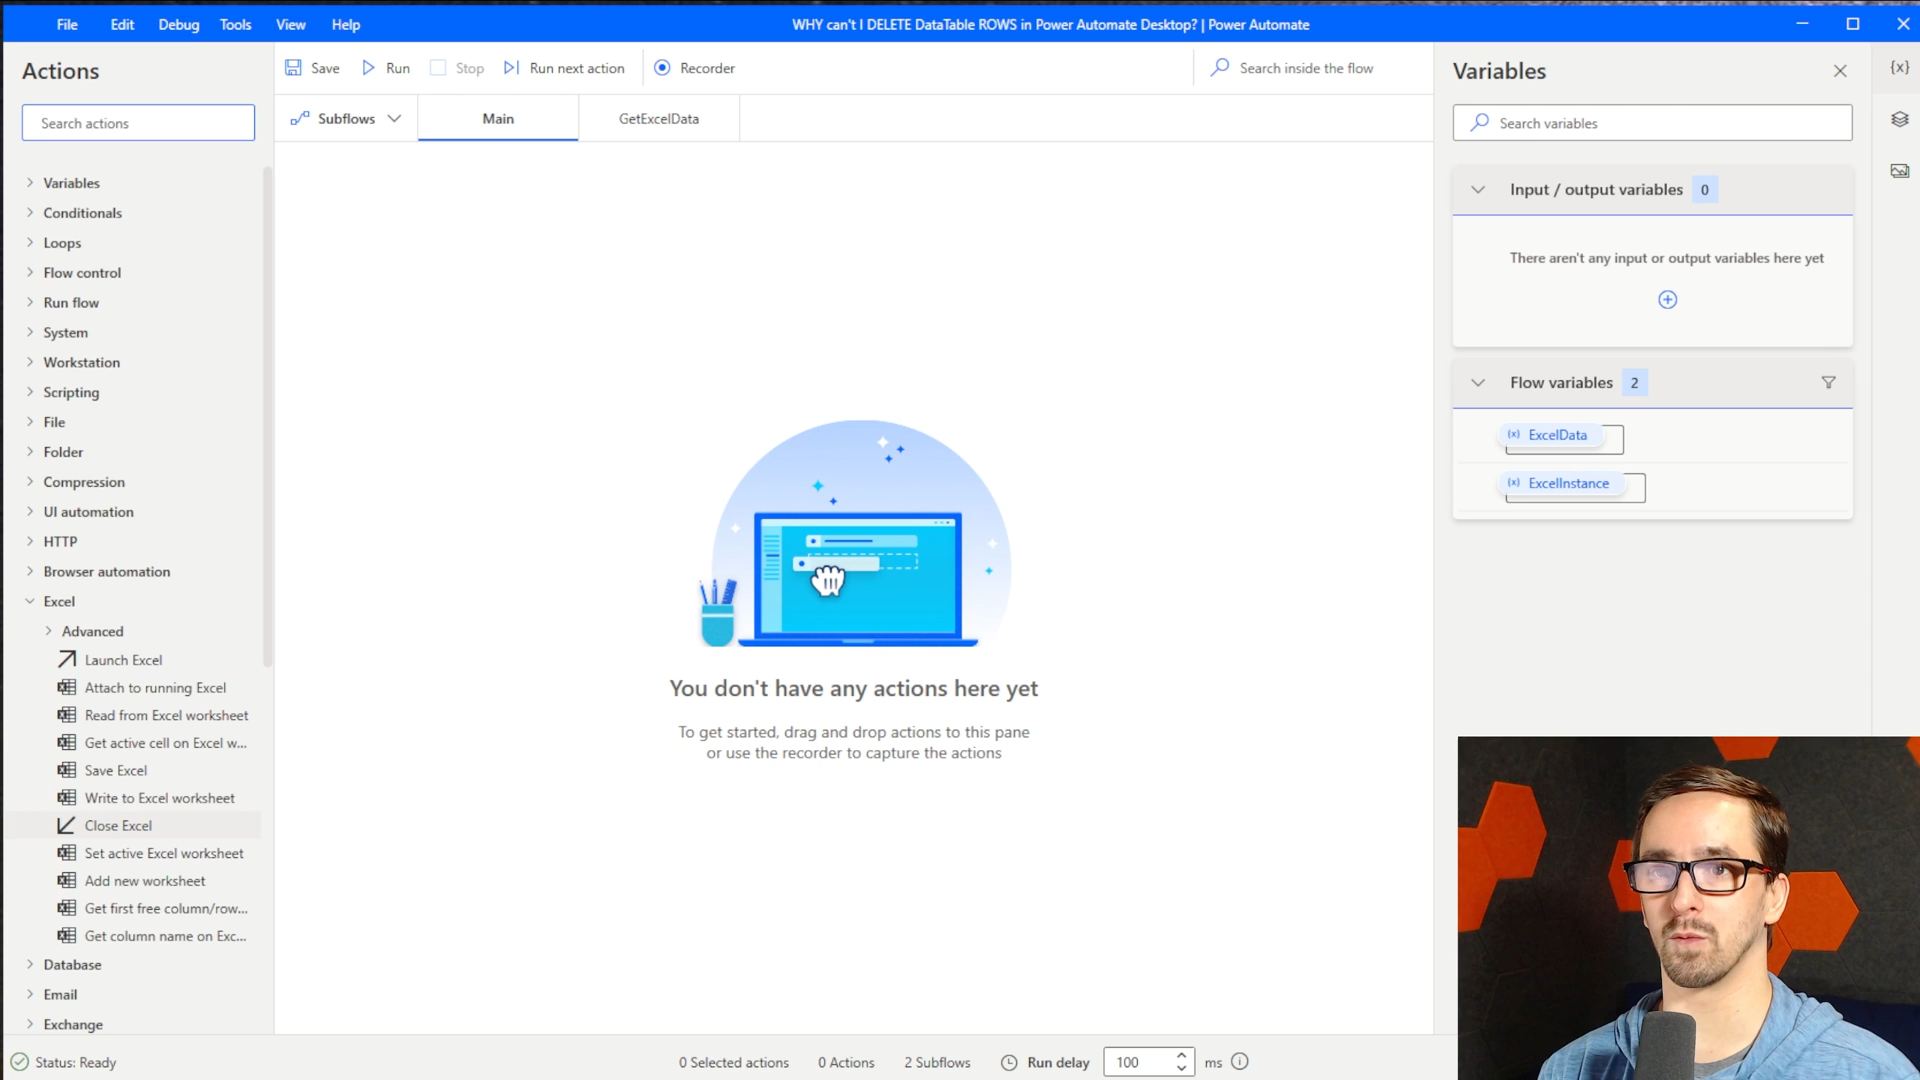 File Edit Debug Tools View Help
WHY can't I DELETE DataTable ROWS in Power Automate Desktop? | Power Automate
Actions
Search actions
Variables
Conditionals
Loops
Flow control
Run flow
System
Workstation
Scripting
File
Folder
Compression
UI automation
HTTP
Browser automation
Excel
Advanced
Launch Excel
Attach to running Excel
Read from Excel worksheet
Get active cell on Excel w...
Save Excel
Write to Excel worksheet
Close Excel
Set active Excel worksheet
Add new worksheet
Get first free column/row...
Get column name on Exc...
Database
Email
Exchange
Save Run Stop Run next action Recorder
Search inside the flow
Subflows Main GetExcelData
You don't have any actions here yet
To get started, drag and drop actions to this pane
or use the recorder to capture the actions
Variables
{x}
Search variables
Input / output variables 0
There aren't any input or output variables here yet
Flow variables 2
(x) ExcelData
(x) ExcelInstance
Status: Ready
0 Selected actions 0 Actions 2 Subflows Run delay 100 ms